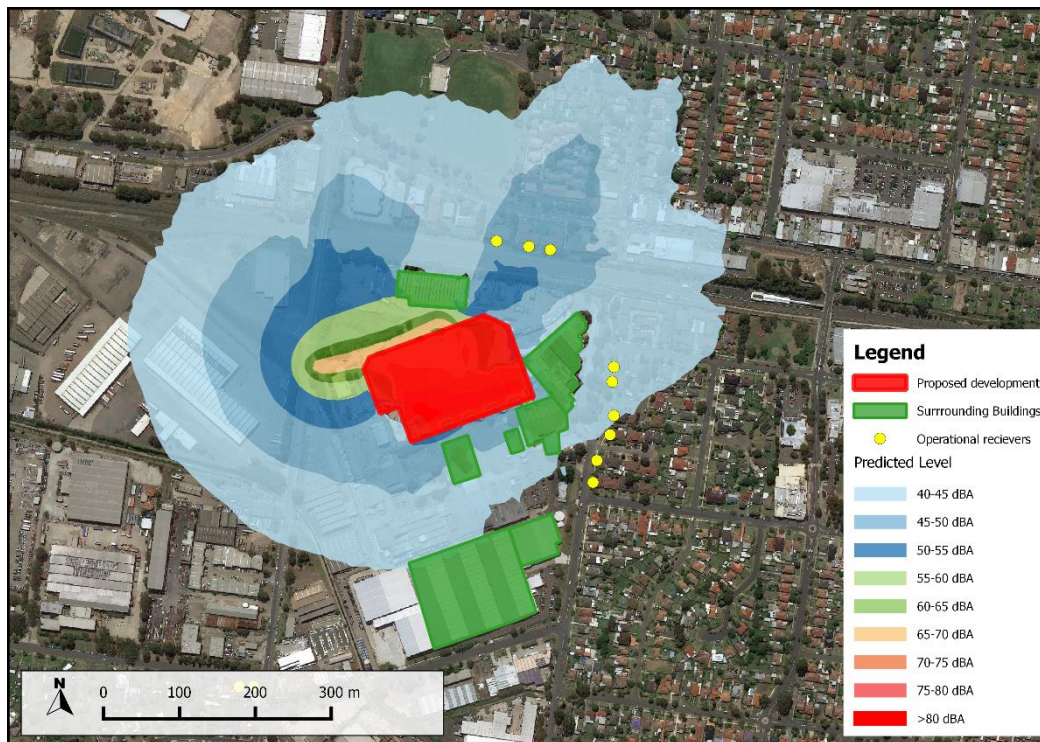 Legend
Proposed development
Surrrounding Buildings
Operational recievers
Predicted Level
40-45 dBA
45-50 dBA
50-55 dBA
55-60 dBA
60-65 dBA
65-70 dBA
70-75 dBA
75-80 dBA
>80 dBA
N
0 100 200 300 m